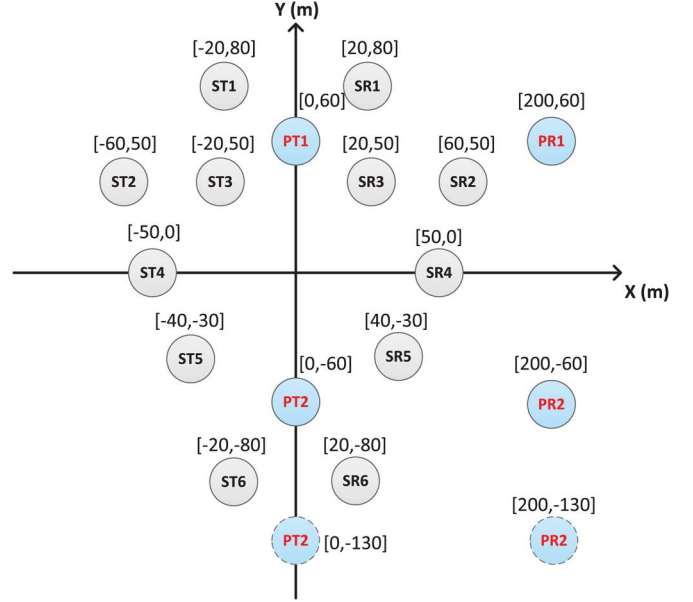 Y (m)
[-20,80]
[20,80]
ST1
SR1
[0,60]
[200,60]
PT1
PR1
[-60,50]
[-20,50]
[20,50]
[60,50]
ST2
ST3
SR3
SR2
[-50,0]
[50,0]
ST4
SR4
X (m)
[-40,-30]
[40,-30]
ST5
SR5
[0,-60]
[200,-60]
PT2
PR2
[-20,-80]
[20,-80]
ST6
SR6
[200,-130]
PT2
[0,-130]
PR2